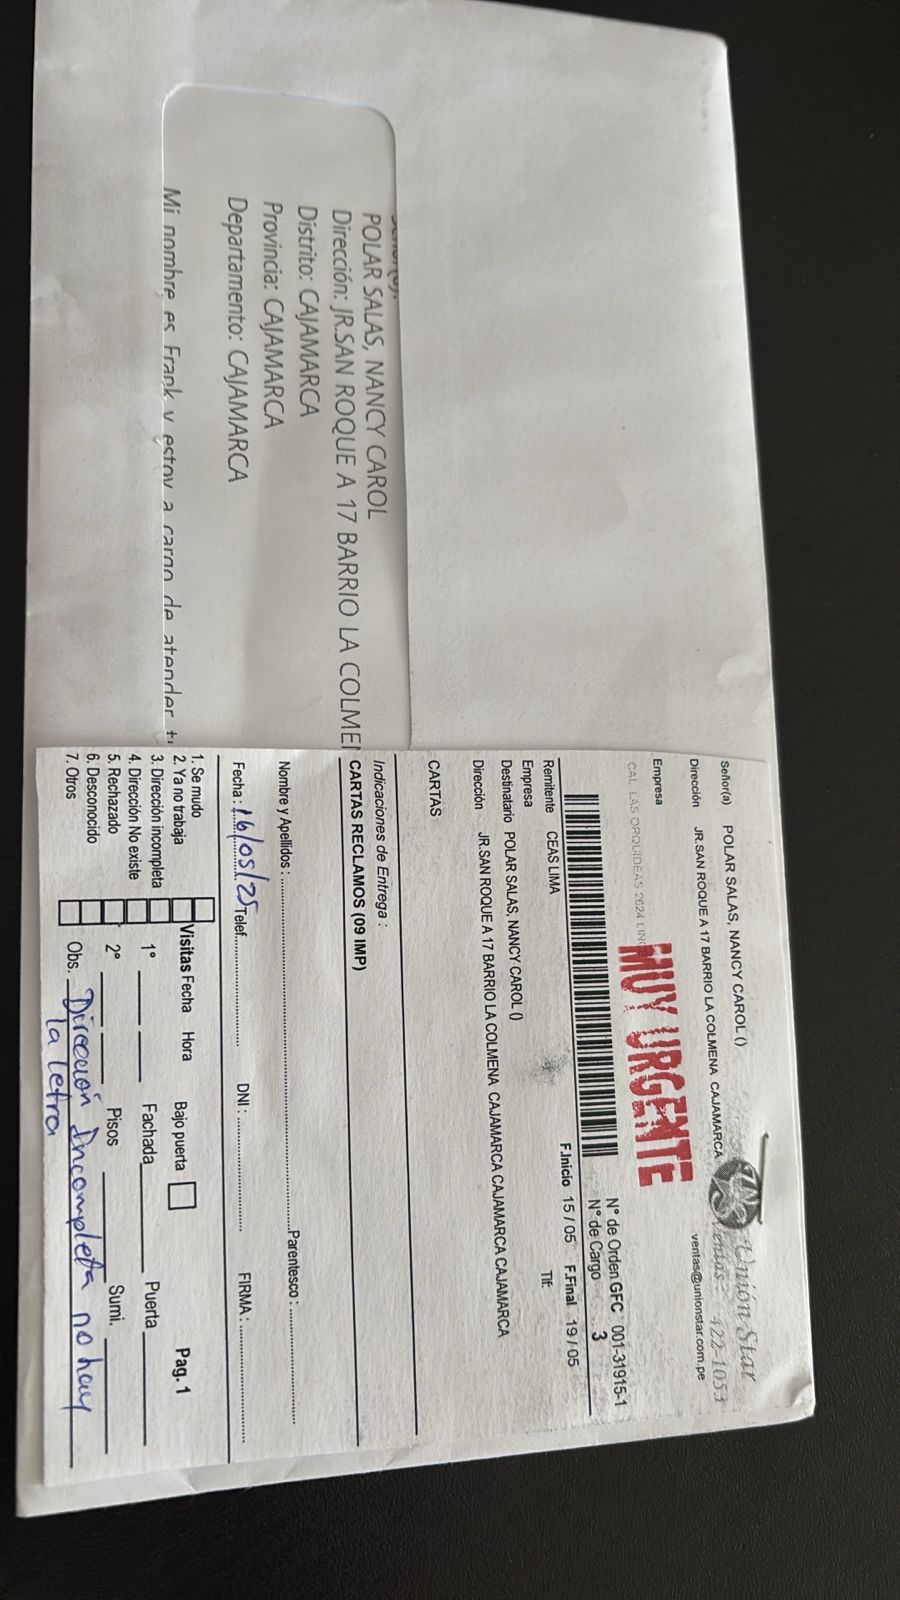 POLAR SALAS, NANCY CAROL
Dirección: JR.SAN ROQUE A 17 BARRIO LA COLMEN
Distrito: CAJAMARCA
Provincia: CAJAMARCA
Departamento: CAJAMARCA
Mi nombre es Frank y estoy a cargo de atender
Unión Star
Ventas: 422-1053
ventas@unionstar.com.pe
Señor(a) POLAR SALAS, NANCY CAROL ()
Dirección JR.SAN ROQUE A 17 BARRIO LA COLMENA CAJAMARCA
Empresa
CAL LAS ORQUIDEAS 2624 LINC
MUY URGENTE
N° de Orden GFC 001-31915-1
N° de Cargo 3
F.Inicio 15 / 05 F.Final 19 / 05
Remitente CEAS LIMA Tlf:
Empresa
Destinatario POLAR SALAS, NANCY CAROL ()
Dirección JR.SAN ROQUE A 17 BARRIO LA COLMENA CAJAMARCA CAJAMARCA CAJAMARCA
CARTAS
Indicaciones de Entrega :
CARTAS RECLAMOS (09 IMP)
Nombre y Apellidos : Parentesco :
Fecha : 16/05/25 Telef. DNI : FIRMA :
1. Se mudo
2. Ya no trabaja
3. Dirección incompleta
4. Dirección No existe
5. Rechazado
6. Desconocido
7. Otros
Visitas Fecha Hora Bajo puerta Pag. 1
1° Fachada Puerta
2° Pisos Sumi.
Obs. Dirección Incompleta no hay
la letra